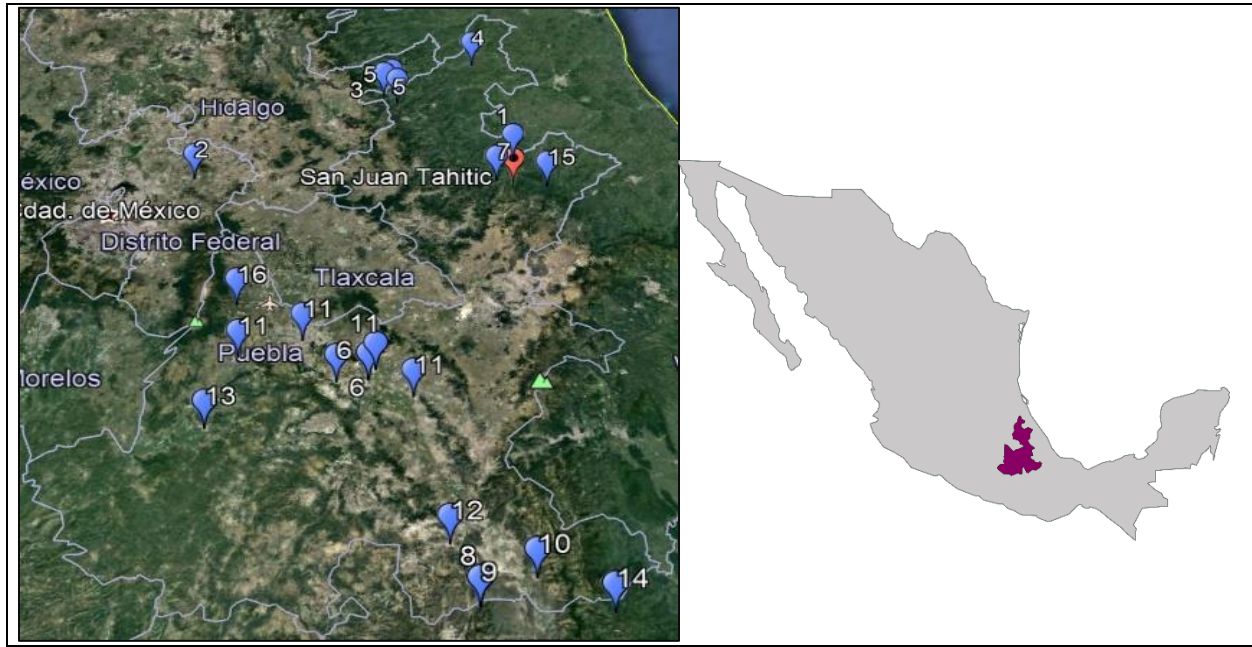 4
5
3
5
Hidalgo
1
2
7
15
San Juan Tahitic
éxico
dad. de México
Distrito Federal
16
Tlaxcala
11
11
11
Puebla
6
11
6
Morelos
13
12
8
10
9
14